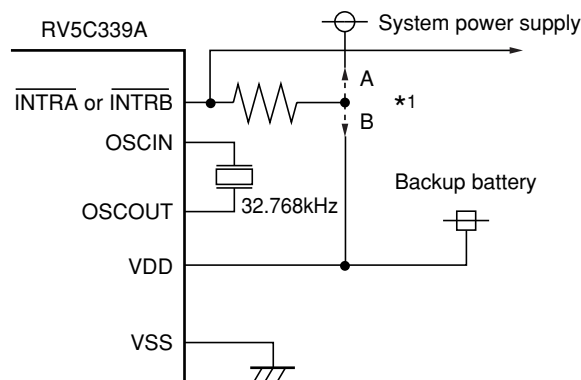 RV5C339A
System power supply
A
INTRA or INTRB
*1
B
OSCIN
Backup battery
32.768kHz
OSCOUT
VDD
VSS